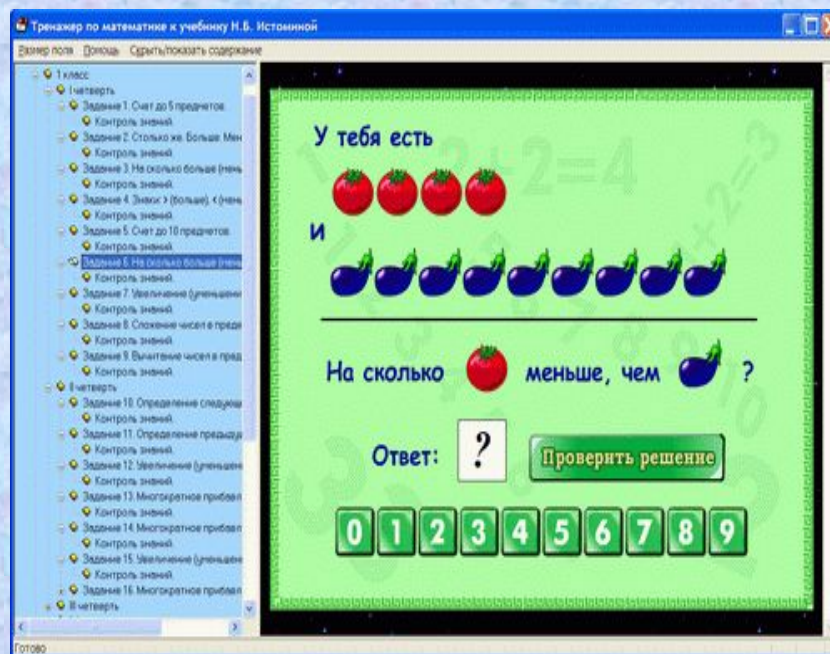 Тренажер по математике к учебнику Н.Б. Истоминой
Размер поля Помощь Скрыть/показать содержание
1 класс
I четверть
Задание 1. Счет до 5 предметов.
Контроль знаний.
Задание 2. Столько же. Больше. Мен
Контроль знаний.
Задание 3. На сколько больше (мень
Контроль знаний.
Задание 4. Знаки > (больше), < (мень
Контроль знаний.
Задание 5. Счет до 10 предметов.
Контроль знаний.
Задание 6. На сколько больше (мень
Контроль знаний.
Задание 7. Увеличение (уменьшени
Контроль знаний.
Задание 8. Сложение чисел в преде
Контроль знаний.
Задание 9. Вычитание чисел в пред
Контроль знаний.
II четверть
Задание 10. Определение следующ
Контроль знаний.
Задание 11. Определение предыду
Контроль знаний.
Задание 12. Увеличение (уменьшен
Контроль знаний.
Задание 13. Многократное прибавл
Контроль знаний.
Задание 14. Многократное прибавл
Контроль знаний.
Задание 15. Увеличение (уменьшен
Контроль знаний.
Задание 16. Многократное прибавл
III четверть
Готово
У тебя есть
и
На сколько меньше, чем ?
Ответ: ? Проверить решение
0 1 2 3 4 5 6 7 8 9
2+2=4